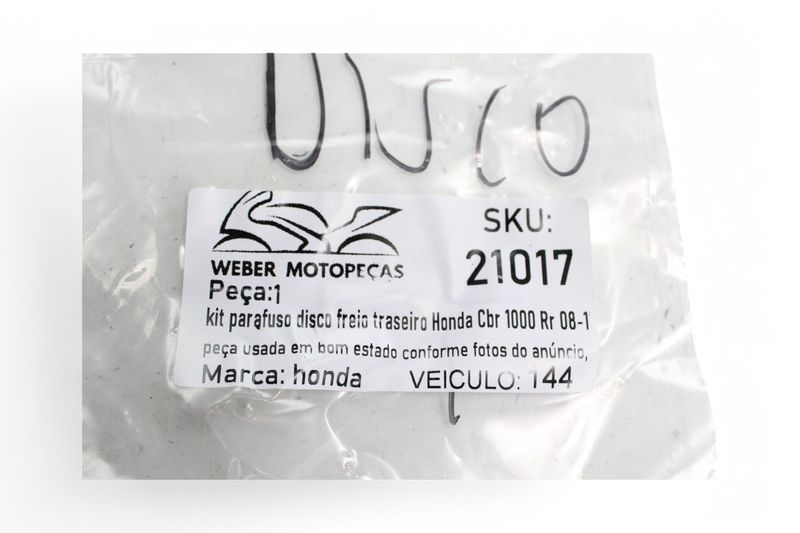 DISCO
WEBER MOTOPEÇAS
SKU:
21017
Peça:1
kit parafuso disco freio traseiro Honda Cbr 1000 Rr 08-1
peça usada em bom estado conforme fotos do anúncio,
Marca: honda VEICULO: 144